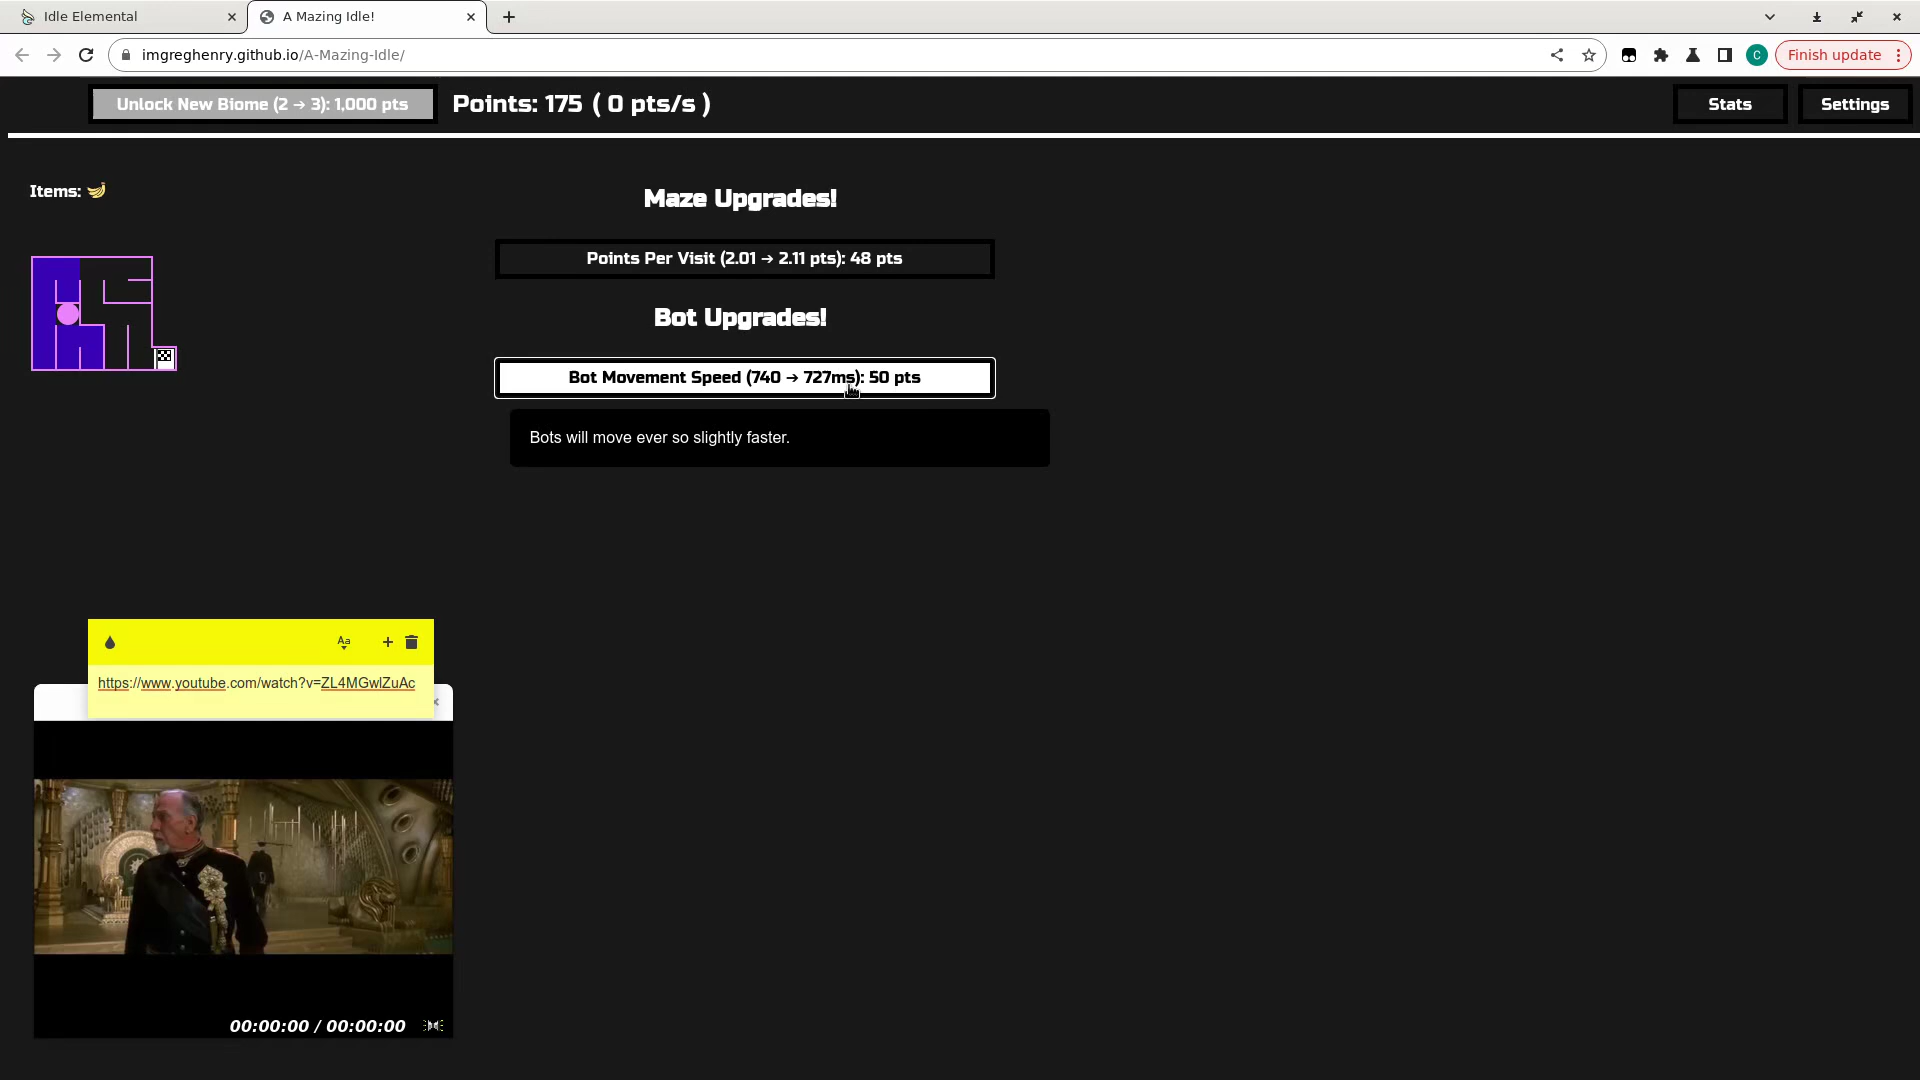 Idle Elemental
A Mazing Idle!
imgreghenry.github.io/A-Mazing-Idle/
C
Finish update
Unlock New Biome (2 → 3): 1,000 pts
Points: 175 ( 0 pts/s )
Stats
Settings
Items:
Maze Upgrades!
Points Per Visit (2.01 → 2.11 pts): 48 pts
Bot Upgrades!
Bot Movement Speed (740 → 727ms): 50 pts
Bots will move ever so slightly faster.
Aa
https://www.youtube.com/watch?v=ZL4MGwlZuAc
00:00:00 / 00:00:00